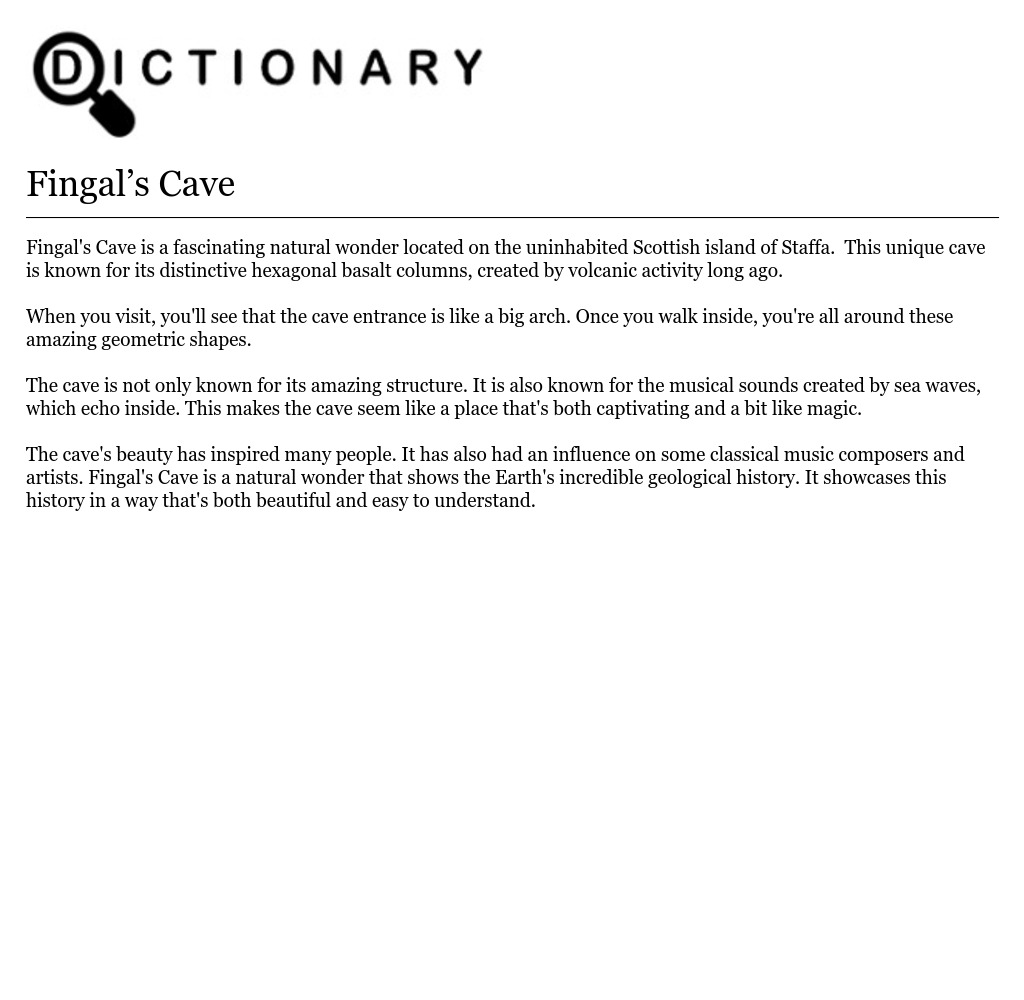 DICTIONARY
Fingal’s Cave
Fingal's Cave is a fascinating natural wonder located on the uninhabited Scottish island of Staffa.  This unique cave
is known for its distinctive hexagonal basalt columns, created by volcanic activity long ago.
When you visit, you'll see that the cave entrance is like a big arch. Once you walk inside, you're all around these
amazing geometric shapes.
The cave is not only known for its amazing structure. It is also known for the musical sounds created by sea waves,
which echo inside. This makes the cave seem like a place that's both captivating and a bit like magic.
The cave's beauty has inspired many people. It has also had an influence on some classical music composers and
artists. Fingal's Cave is a natural wonder that shows the Earth's incredible geological history. It showcases this
history in a way that's both beautiful and easy to understand.